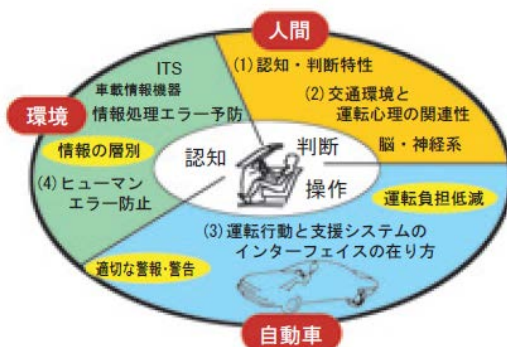 人間
ITS
車載情報機器
情報処理エラー予防
(1)認知・判断特性
(2)交通環境と
運転心理の関連性
脳・神経系
環境
情報の層別
(4)ヒューマン
エラー防止
認知
判断
操作
運転負担低減
(3)運転行動と支援システムの
インターフェイスの在り方
適切な警報・警告
自動車